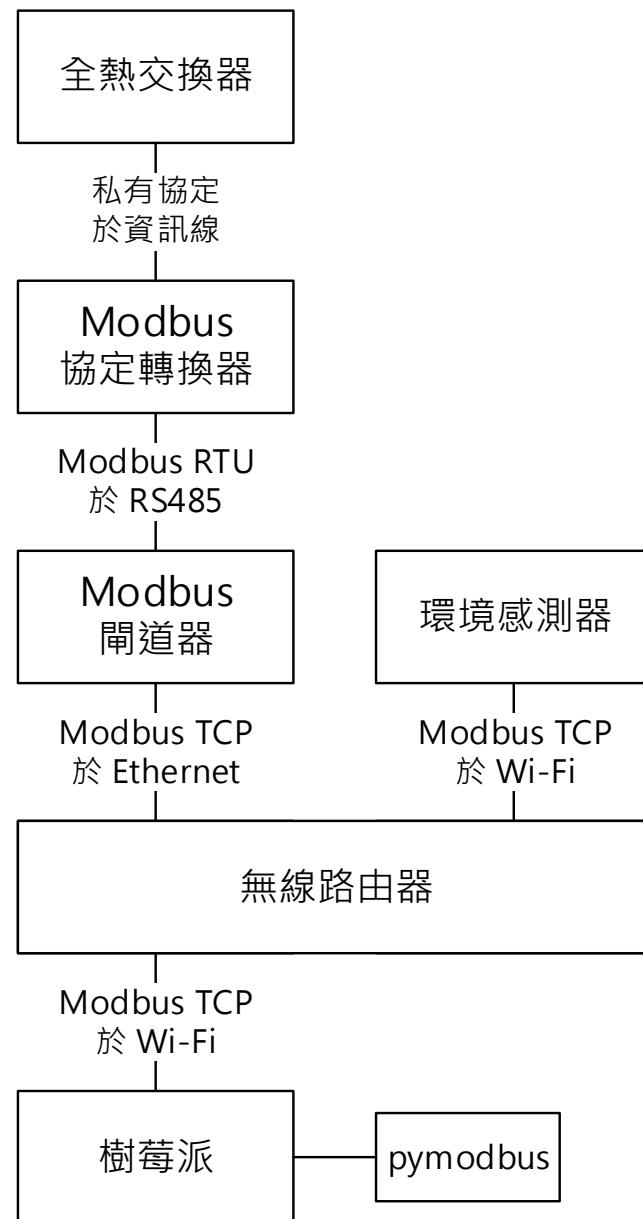 全熱交換器
私有協定
於資訊線
Modbus
協定轉換器
Modbus RTU
於 RS485
Modbus
閘道器
環境感測器
Modbus TCP
於 Ethernet
Modbus TCP
於 Wi-Fi
無線路由器
Modbus TCP
於 Wi-Fi
樹莓派
pymodbus